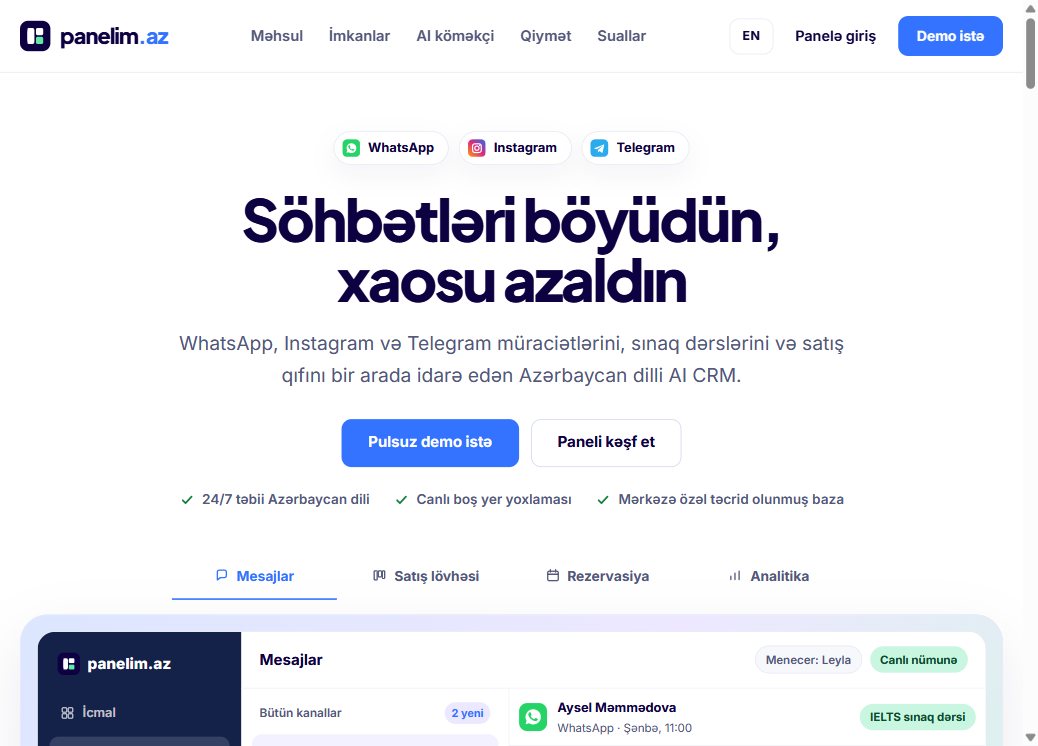 panelim.az
Məhsul
İmkanlar
AI köməkçi
Qiymət
Suallar
EN
Panelə giriş
Demo istə
WhatsApp
Instagram
Telegram
Söhbətləri böyüdün,
xaosu azaldın
WhatsApp, Instagram və Telegram müraciətlərini, sınaq dərslərini və satış
qıfını bir arada idarə edən Azərbaycan dilli AI CRM.
Pulsuz demo istə
Paneli kəşf et
24/7 təbii Azərbaycan dili
Canlı boş yer yoxlaması
Mərkəzə özəl təcrid olunmuş baza
Mesajlar
Satış lövhəsi
Rezervasiya
Analitika
panelim.az
Mesajlar
Menecer: Leyla
Canlı nümunə
İcmal
Bütün kanallar
2 yeni
Aysel Məmmədova
WhatsApp · Şənbə, 11:00
IELTS sınaq dərsi